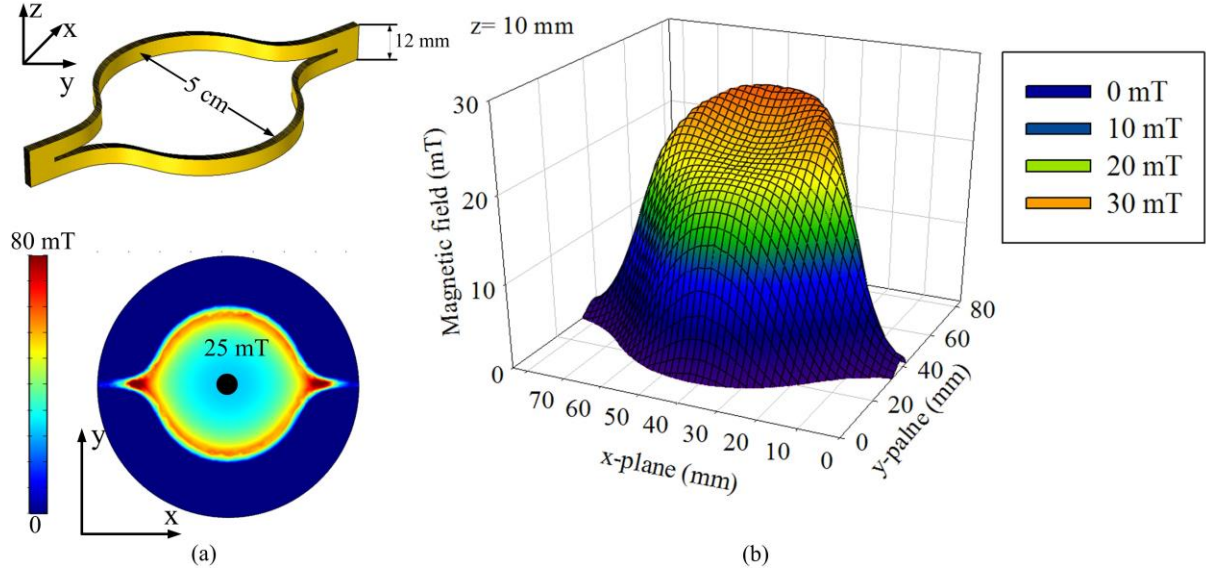 z
x
y
12 mm
5 cm
80 mT
25 mT
0
y
x
(a)
z= 10 mm
Magnetic field (mT)
30
20
10
0
70
60
50
40
30
20
10
0
x-plane (mm)
0
20
40
60
80
y-palne (mm)
0 mT
10 mT
20 mT
30 mT
(b)